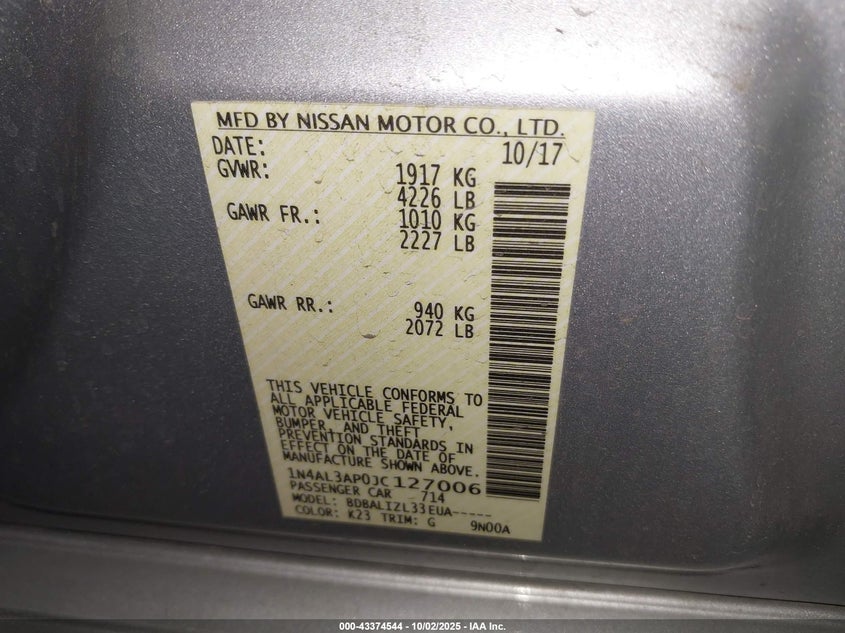 MFD BY NISSAN MOTOR CO., LTD.
DATE: 10/17
GVWR: 1917 KG
4226 LB
GAWR FR.: 1010 KG
2227 LB
GAWR RR.: 940 KG
2072 LB
THIS VEHICLE CONFORMS TO
ALL APPLICABLE FEDERAL
MOTOR VEHICLE SAFETY,
BUMPER, AND THEFT
PREVENTION STANDARDS IN
EFFECT ON THE DATE OF
MANUFACTURE SHOWN ABOVE.
1N4AL3AP0JC127006
PASSENGER CAR 714
MODEL: BDBALIZL33EUA-----
COLOR: K23 TRIM: G 9N00A
000-43374544 - 10/02/2025 - IAA Inc.